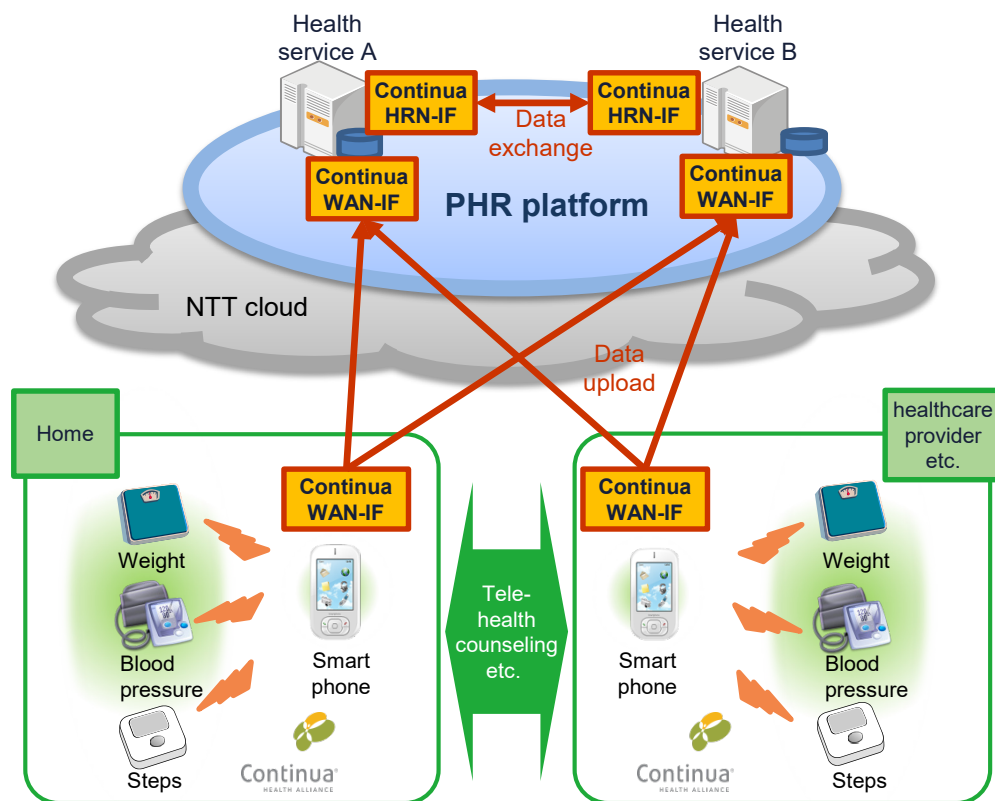 Health
service A
Health
service B
Continua
HRN-IF
Continua
HRN-IF
Data
exchange
Continua
WAN-IF
Continua
WAN-IF
PHR platform
NTT cloud
Data
upload
Home
healthcare
provider
etc.
Continua
WAN-IF
Continua
WAN-IF
Weight
Blood
pressure
Steps
Smart
phone
Continua®
HEALTH ALLIANCE
Tele-
health
counseling
etc.
Smart
phone
Weight
Blood
pressure
Steps
Continua®
HEALTH ALLIANCE